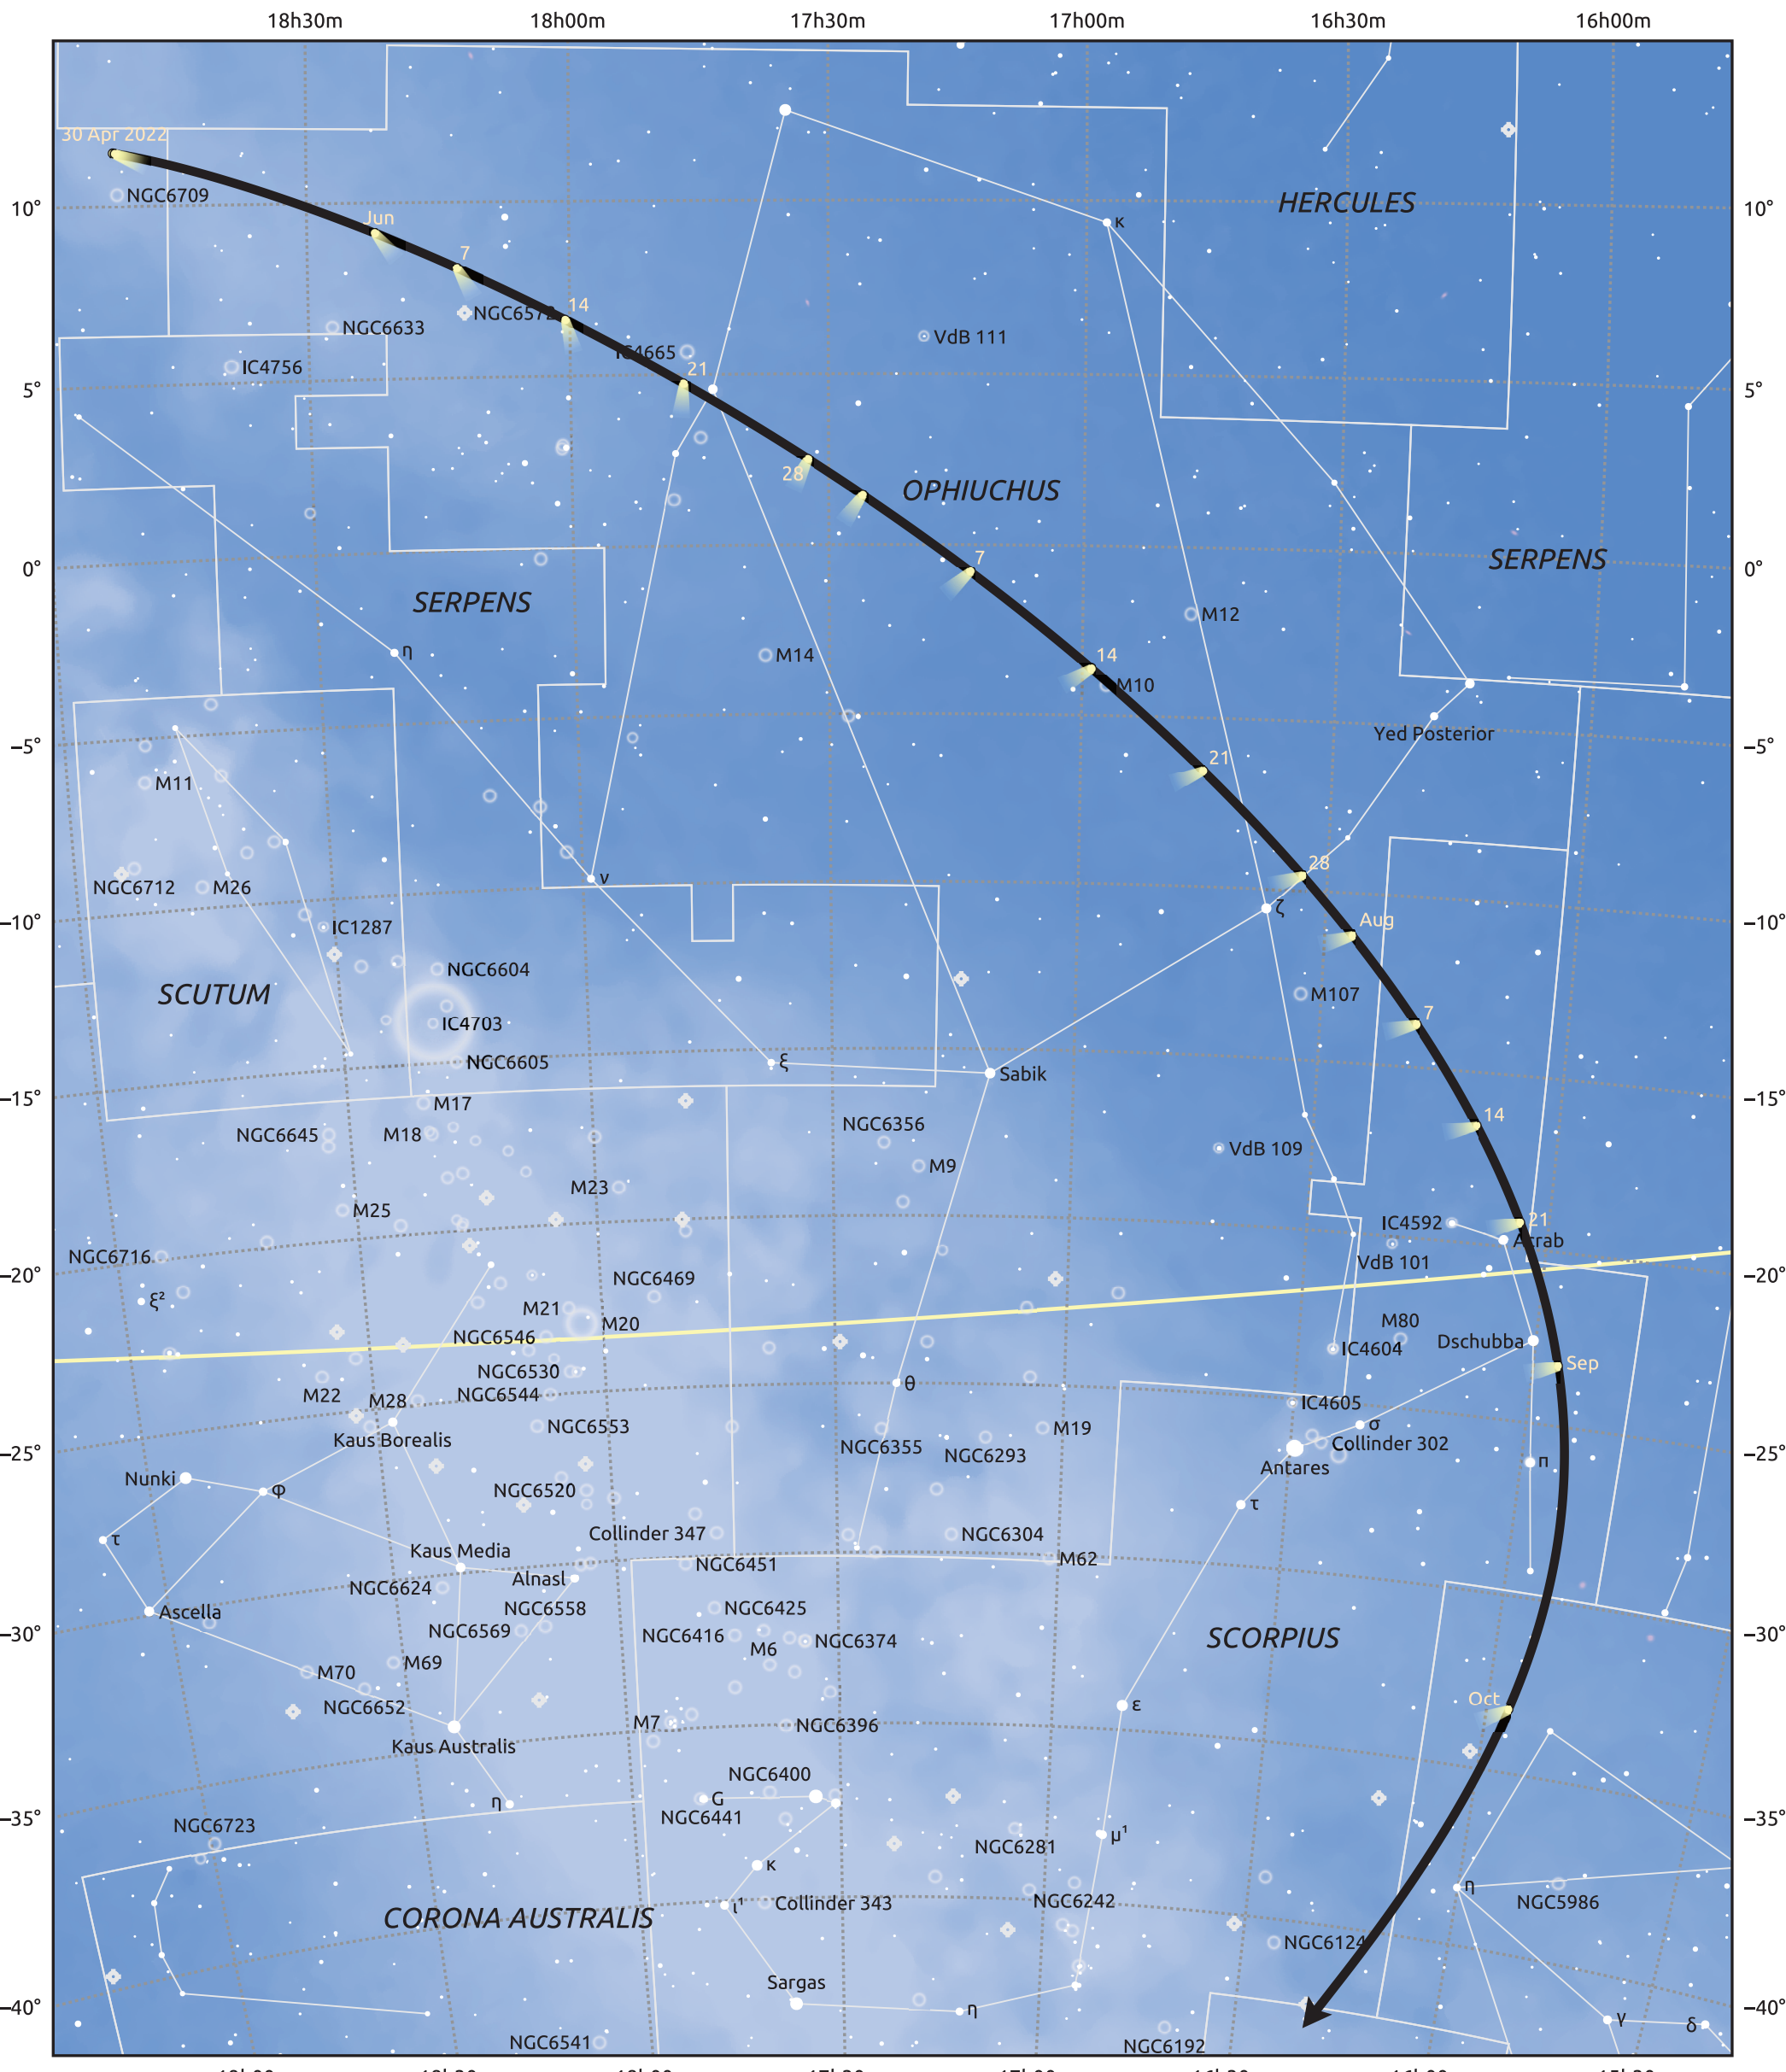 18h30m 18h00m 17h30m 17h00m 16h30m 16h00m
30 Apr 2022
NGC6709
10° HERCULES 10°
κ
Jun
7
NGC6633
14
VdB 111
IC4665
IC4756
21
5° 5°
28
OPHIUCHUS
7
0° SERPENS 0°
SERPENS
M12
η
M14
14
M10
Yed Posterior
−5° −5°
21
M11
28
NGC6712 M26
ν
ζ
−10° Aug −10°
IC1287
NGC6604
SCUTUM
M107
7
IC4703
NGC6605
ξ
Sabik
−15° −15°
M17
14
NGC6645 M18
NGC6356
VdB 109
M9
M23
M25
IC4592
21
Acrab
NGC6716
VdB 101
−20° −20°
NGC6469
ξ²
M21
M20
M80
NGC6546
Dschubba
IC4604
Sep
NGC6530
θ
M22 M28 NGC6544
IC4605
NGC6553
M19
σ
Kaus Borealis
NGC6355
NGC6293
Collinder 302
−25° −25°
π
Antares
Nunki
φ
NGC6520
τ
Collinder 347
NGC6304
τ
Kaus Media
M62
NGC6451
Alnasl
NGC6624
Ascella
NGC6558
NGC6425
NGC6569
NGC6416
NGC6374
M6
SCORPIUS
−30° −30°
M69
M70
NGC6652
Oct
ε
M7
NGC6396
Kaus Australis
NGC6400
η
G
NGC6441
−35° −35°
NGC6723
μ¹
NGC6281
κ
η
NGC6242
NGC5986
ι¹
Collinder 343
CORONA AUSTRALIS
NGC6124
Sargas
−40° −40°
η
γ
δ
NGC6541
NGC6192